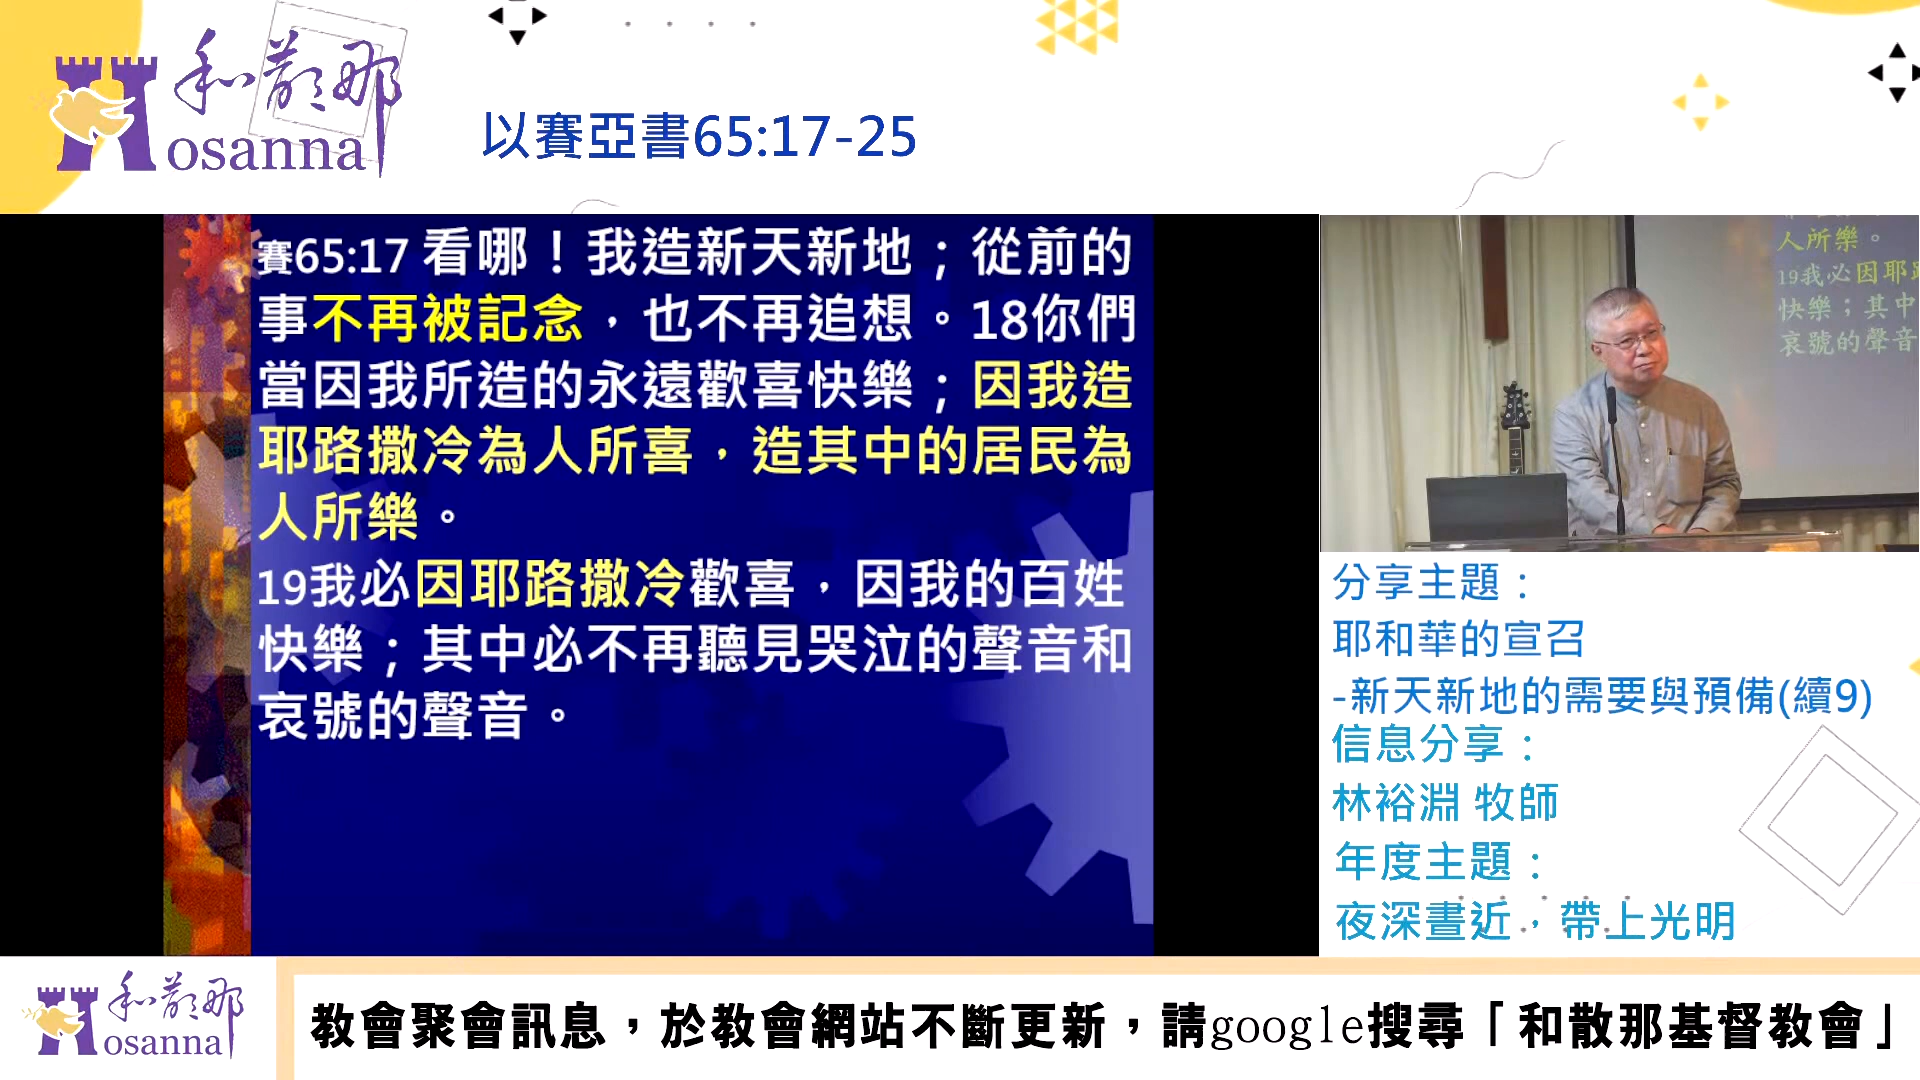 和散那
Hosanna
以賽亞書65:17-25
賽65:17 看哪！我造新天新地；從前的
事不再被記念，也不再追想。18你們
當因我所造的永遠歡喜快樂；因我造
耶路撒冷為人所喜，造其中的居民為
人所樂。
19我必因耶路撒冷歡喜，因我的百姓
快樂；其中必不再聽見哭泣的聲音和
哀號的聲音。
人所樂。
19我必因耶
快樂；其中
哀號的聲音
分享主題：
耶和華的宣召
-新天新地的需要與預備(續9)
信息分享：
林裕淵 牧師
年度主題：
夜深晝近，帶上光明
和散那
Hosanna
教會聚會訊息，於教會網站不斷更新，請google搜尋「和散那基督教會」